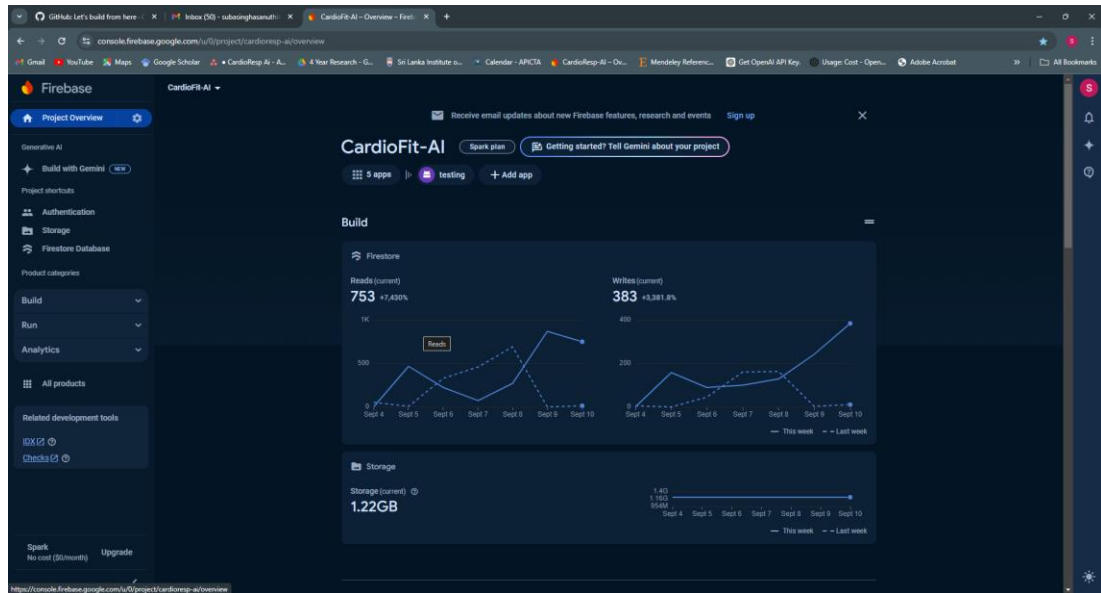 GitHub: Let's build from here
Inbox (50) - subasinghasanuthi
CardioFit-AI – Overview – Fire
console.firebase.google.com/u/0/project/cardioresp-ai/overview
Gmail
YouTube
Maps
Google Scholar
CardioResp Ai - A...
4 Year Research - G...
Sri Lanka Institute o...
Calendar - APICTA
CardioResp-AI – Ov...
Mendeley Referenc...
Get OpenAI API Key.
Usage: Cost - Open...
Adobe Acrobat
All Bookmarks
Firebase
CardioFit-AI
S
Project Overview
Receive email updates about new Firebase features, research and events Sign up
Generative AI
CardioFit-AI
Spark plan
Getting started? Tell Gemini about your project
Build with Gemini NEW
Project shortcuts
5 apps
testing
+ Add app
Authentication
Storage
Firestore Database
Product categories
Build
Run
Analytics
All products
Related development tools
IDX
Checks
Spark
No cost ($0/month)
Upgrade
Build
Firestore
Reads (current)
753 +7,430%
1K
500
0
Reads
Sept 4 Sept 5 Sept 6 Sept 7 Sept 8 Sept 9 Sept 10
Writes (current)
383 +3,381.8%
400
200
0
Sept 4 Sept 5 Sept 6 Sept 7 Sept 8 Sept 9 Sept 10
This week Last week
Storage
Storage (current)
1.22GB
1.4G
1.16G
954M
Sept 4 Sept 5 Sept 6 Sept 7 Sept 8 Sept 9 Sept 10
This week Last week
https://console.firebase.google.com/u/0/project/cardioresp-ai/overview